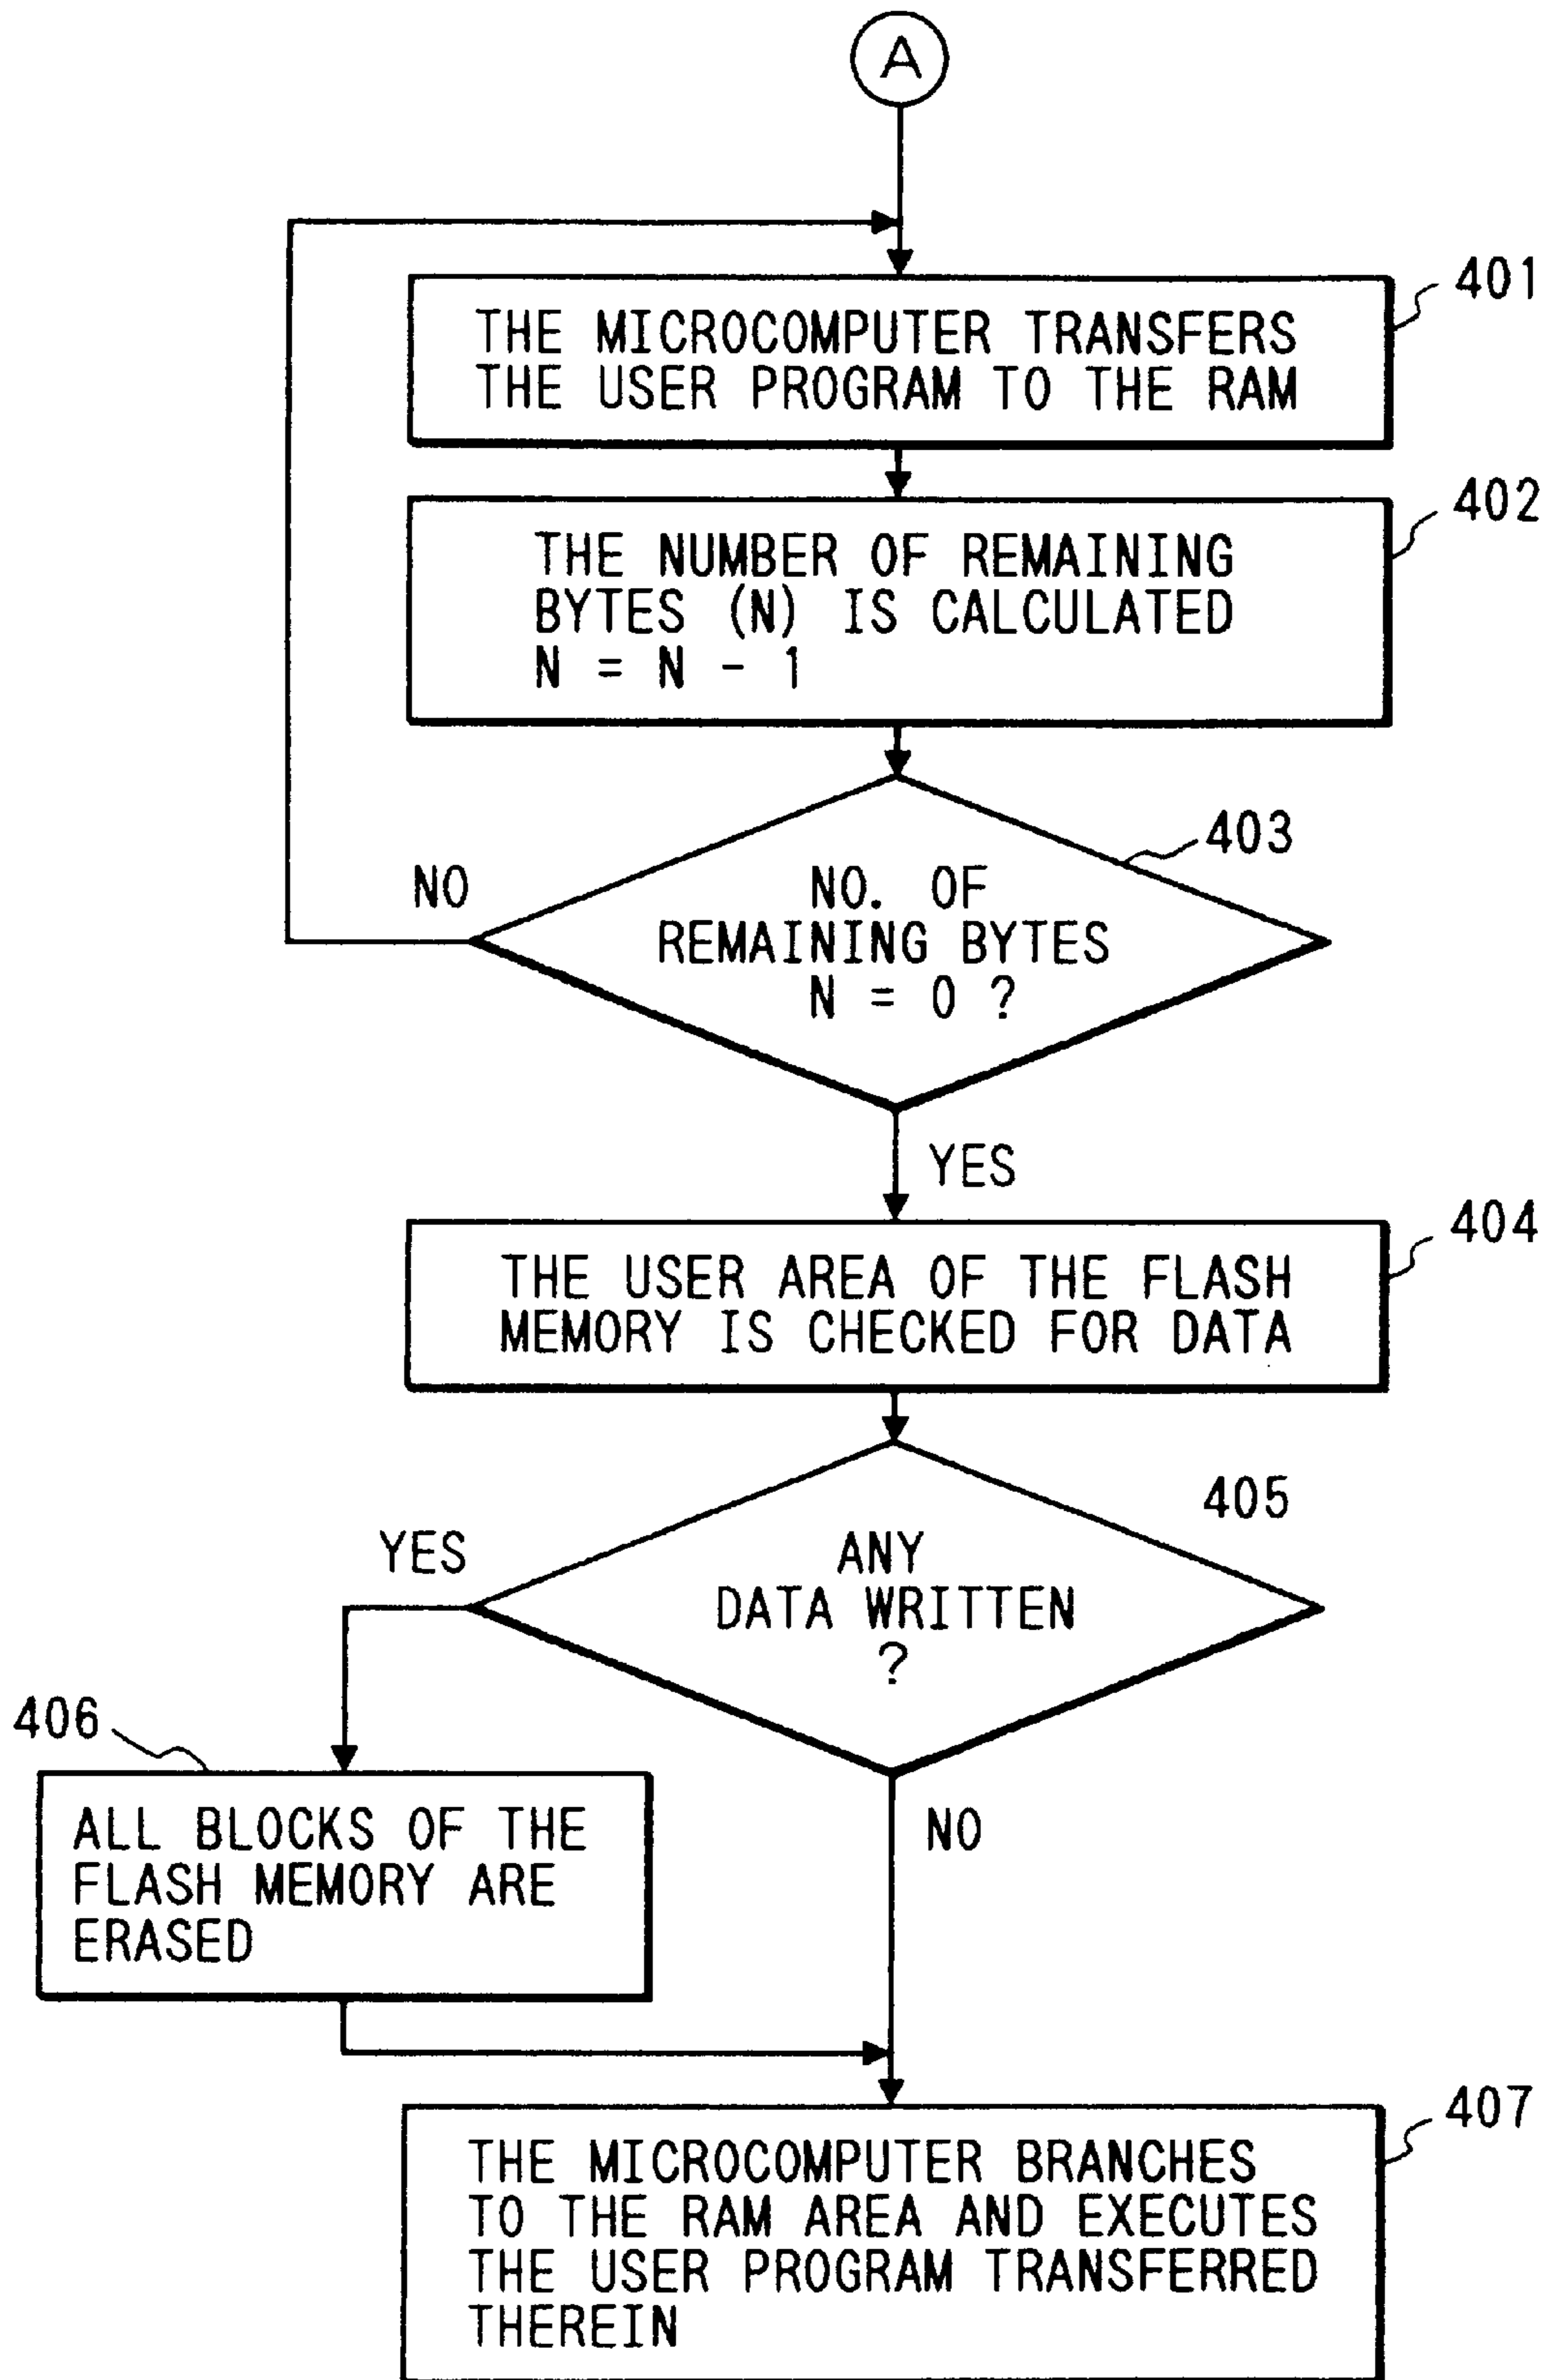 A
401
THE MICROCOMPUTER TRANSFERS
THE USER PROGRAM TO THE RAM
402
THE NUMBER OF REMAINING
BYTES (N) IS CALCULATED
N = N - 1
403
NO
NO. OF
REMAINING BYTES
N = 0 ?
YES
404
THE USER AREA OF THE FLASH
MEMORY IS CHECKED FOR DATA
405
YES
ANY
DATA WRITTEN
?
406
ALL BLOCKS OF THE
FLASH MEMORY ARE
ERASED
NO
407
THE MICROCOMPUTER BRANCHES
TO THE RAM AREA AND EXECUTES
THE USER PROGRAM TRANSFERRED
THEREIN